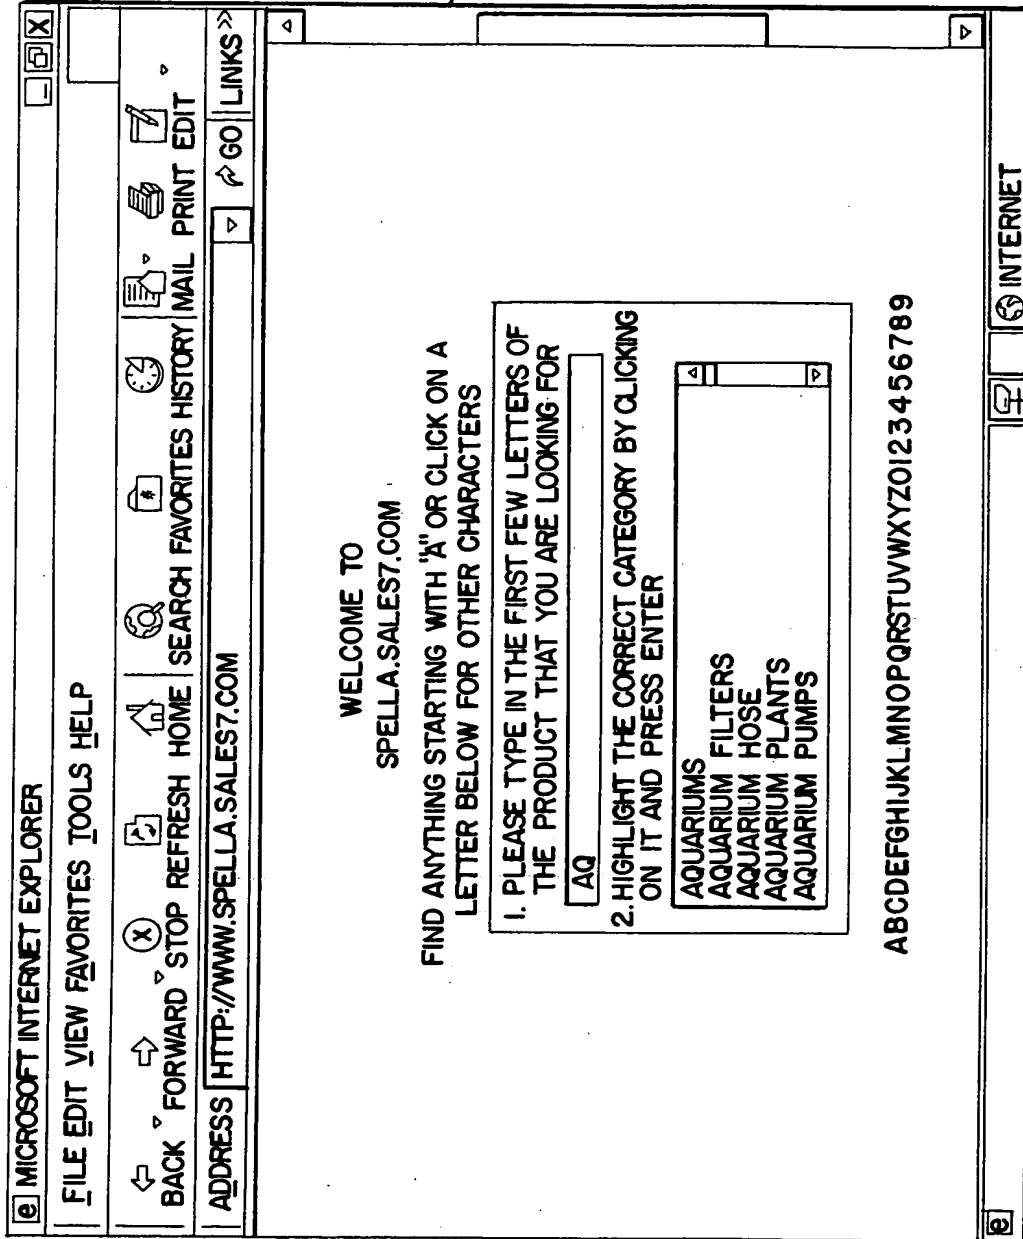 e MICROSOFT INTERNET EXPLORER
FILE EDIT VIEW FAVORITES TOOLS HELP
BACK FORWARD STOP REFRESH HOME SEARCH FAVORITES HISTORY MAIL PRINT EDIT
ADDRESS HTTP://WWW.SPELLA.SALES7.COM GO LINKS »
WELCOME TO
SPELLA.SALES7.COM
FIND ANYTHING STARTING WITH "A" OR CLICK ON A
LETTER BELOW FOR OTHER CHARACTERS
1. PLEASE TYPE IN THE FIRST FEW LETTERS OF
THE PRODUCT THAT YOU ARE LOOKING FOR
AQ
2. HIGHLIGHT THE CORRECT CATEGORY BY CLICKING
ON IT AND PRESS ENTER
AQUARIUMS
AQUARIUM FILTERS
AQUARIUM HOSE
AQUARIUM PLANTS
AQUARIUM PUMPS
ABCDEFGHIJKLMNOPQRSTUVWXYZ0123456789
e INTERNET